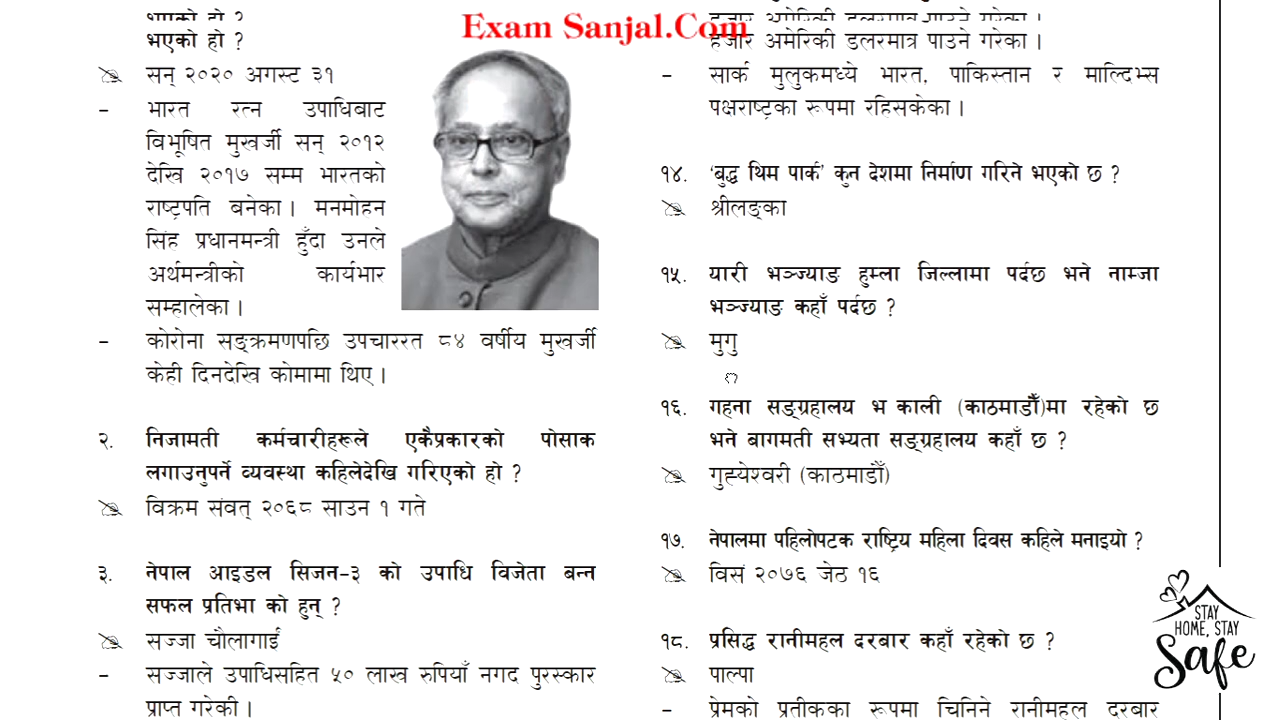 Exam Sanjal.Com
भएको हो ?
भएको हो ?
सन् २०२० अगस्ट ३१
- भारत रत्न उपाधिबाट
विभूषित मुखर्जी सन् २०१२
देखि २०१७ सम्म भारतको
राष्ट्रपति बनेका । मनमोहन
सिंह प्रधानमन्त्री हुँदा उनले
अर्थमन्त्रीको कार्यभार
सम्हालेका ।
- कोरोना सङ्क्रमणपछि उपचाररत ८४ वर्षीय मुखर्जी
केही दिनदेखि कोमामा थिए ।
२. निजामती कर्मचारीहरूले एकैप्रकारको पोसाक
लगाउनुपर्ने व्यवस्था कहिलेदेखि गरिएको हो ?
विक्रम संवत् २०६८ साउन १ गते
३. नेपाल आइडल सिजन-३ को उपाधि विजेता बन्न
सफल प्रतिभा को हुन् ?
सज्जा चौलागाईं
- सज्जाले उपाधिसहित ५० लाख रुपियाँ नगद पुरस्कार
प्राप्त गरेकी ।
हजार अमेरिकी डलरमात्र पाउने गरेका ।
हजार अमेरिकी डलरमात्र पाउने गरेका ।
- सार्क मुलुकमध्ये भारत, पाकिस्तान र माल्दिभ्स
पक्षराष्ट्रका रूपमा रहिसकेका ।
१४. ‘बुद्ध थिम पार्क’ कुन देशमा निर्माण गरिने भएको छ ?
श्रीलङ्का
१५. यारी भञ्ज्याङ हुम्ला जिल्लामा पर्दछ भने नाम्जा
भञ्ज्याङ कहाँ पर्दछ ?
मुगु
१६. गहना सङ्ग्रहालय भ काली (काठमाडौँ)मा रहेको छ
भने बागमती सभ्यता सङ्ग्रहालय कहाँ छ ?
गुह्येश्वरी (काठमाडौँ)
१७. नेपालमा पहिलोपटक राष्ट्रिय महिला दिवस कहिले मनाइयो ?
विसं २०७६ जेठ १६
१८. प्रसिद्ध रानीमहल दरबार कहाँ रहेको छ ?
पाल्पा
- प्रेमको प्रतीकका रूपमा चिनिने रानीमहल दरबार
STAY
HOME, STAY
Safe